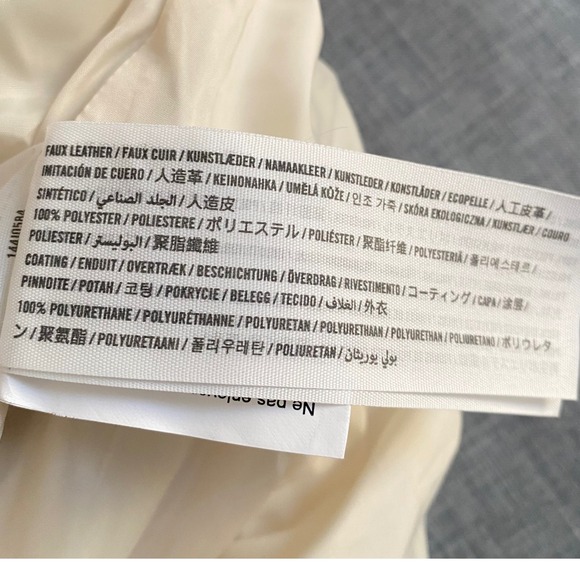 FAUX LEATHER / FAUX CUIR / KUNSTLÆDER / NAMAAKLEER / KUNSTLEDER / KONSTLÄDER / ECOPELLE / 人工皮革 /
IMITACIÓN DE CUERO / 人造革 / KEINONAHKA / UMĚLÁ KŮŽE / 인조 가죽 / SKÓRA EKOLOGICZNA / KUNSTLÆR / COURO
SINTÉTICO / الجلد الصناعي / 人造皮
100% POLYESTER / POLIESTERE / ポリエステル / POLIÉSTER / 聚酯纤维 / POLYESTERIÄ / 폴리에스테르 /
POLIESTER / البوليستر / 聚脂纖維
COATING / ENDUIT / OVERTRÆK / BESCHICHTUNG / ÖVERDRAG / RIVESTIMENTO / コーティング / CAPA / 涂层 /
PINNOITE / POTAH / 코팅 / POKRYCIE / BELEGG / TECIDO / الغلاف / 外衣
100% POLYURETHANE / POLYURÉTHANNE / POLYURETAN / POLYURETHAAN / POLYURETHAN / POLIURETANO / ポリウレタ
ン / 聚氨酯 / POLYURETAANI / 폴리우레탄 / POLIURETAN / بولي يوريثان
Ne pas